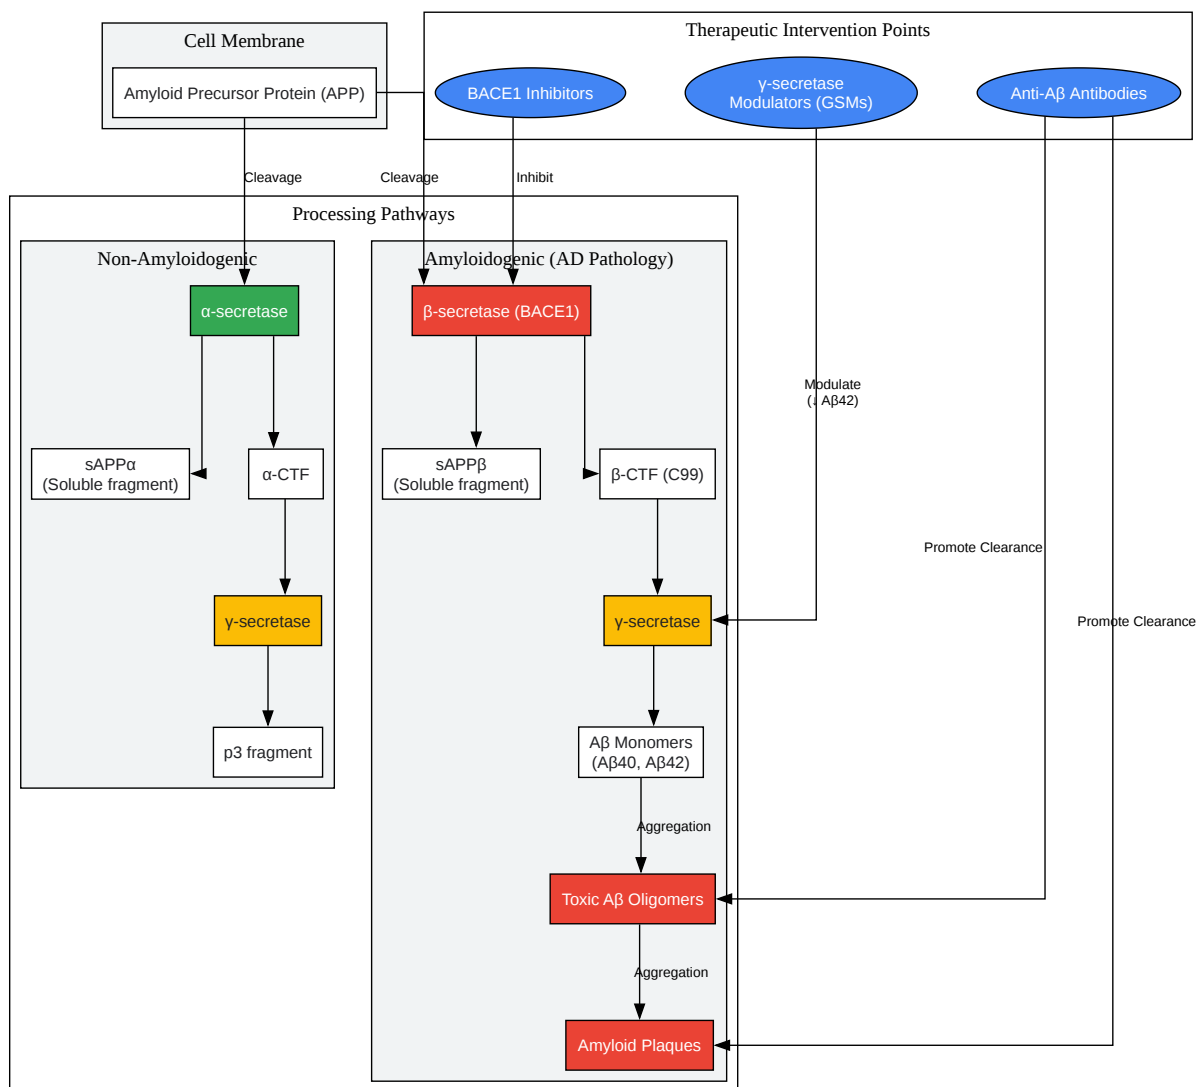 Cell Membrane
Amyloid Precursor Protein (APP)
Therapeutic Intervention Points
BACE1 Inhibitors
γ-secretase
Modulators (GSMs)
Anti-Aβ Antibodies
Cleavage
Cleavage
Inhibit
Processing Pathways
Non-Amyloidogenic
α-secretase
sAPPα
(Soluble fragment)
α-CTF
γ-secretase
p3 fragment
Amyloidogenic (AD Pathology)
β-secretase (BACE1)
sAPPβ
(Soluble fragment)
β-CTF (C99)
γ-secretase
Aβ Monomers
(Aβ40, Aβ42)
Aggregation
Toxic Aβ Oligomers
Aggregation
Amyloid Plaques
Modulate
(↓ Aβ42)
Promote Clearance
Promote Clearance